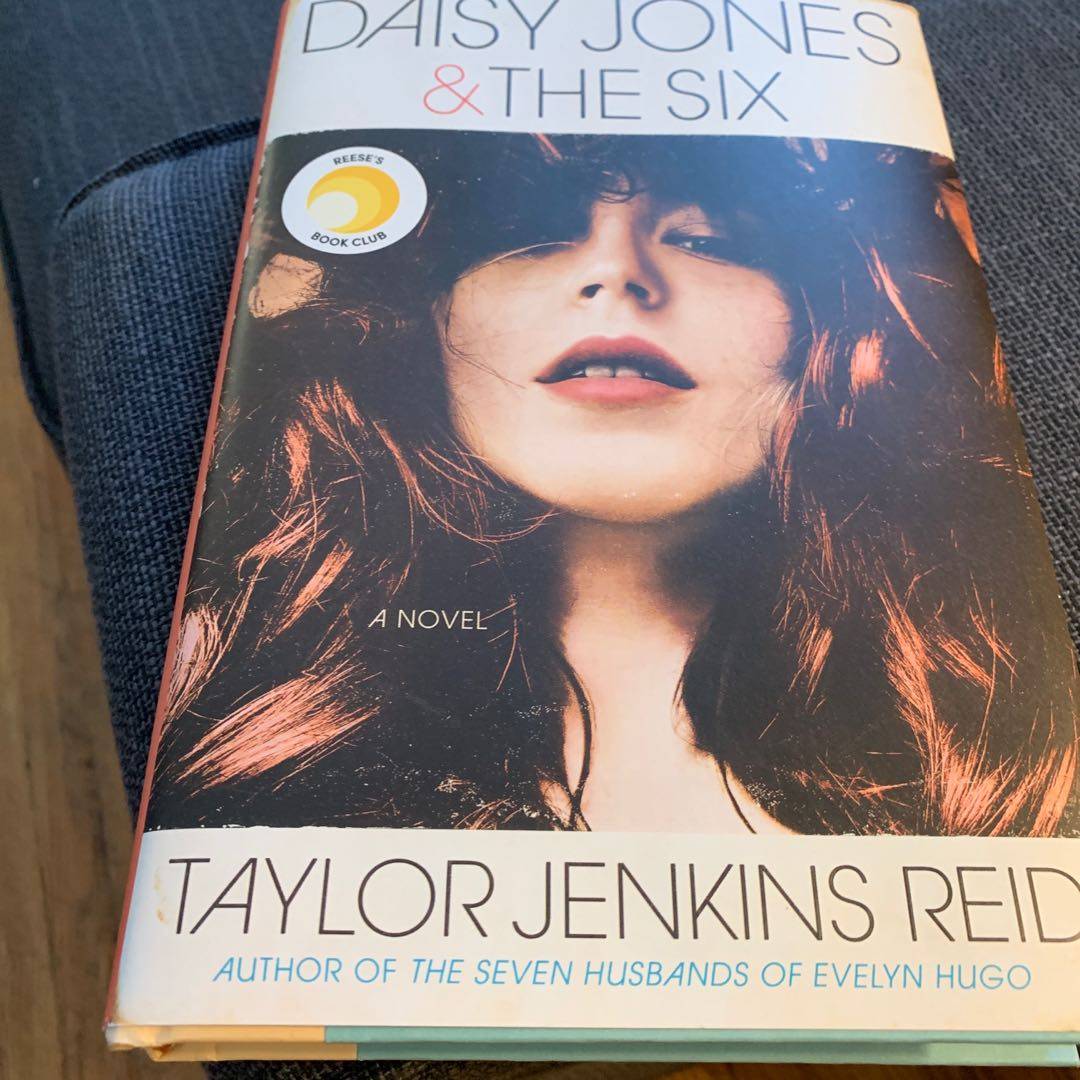 DAISY JONES
& THE SIX
REESE'S
BOOK CLUB
A NOVEL
TAYLOR JENKINS REID
AUTHOR OF THE SEVEN HUSBANDS OF EVELYN HUGO